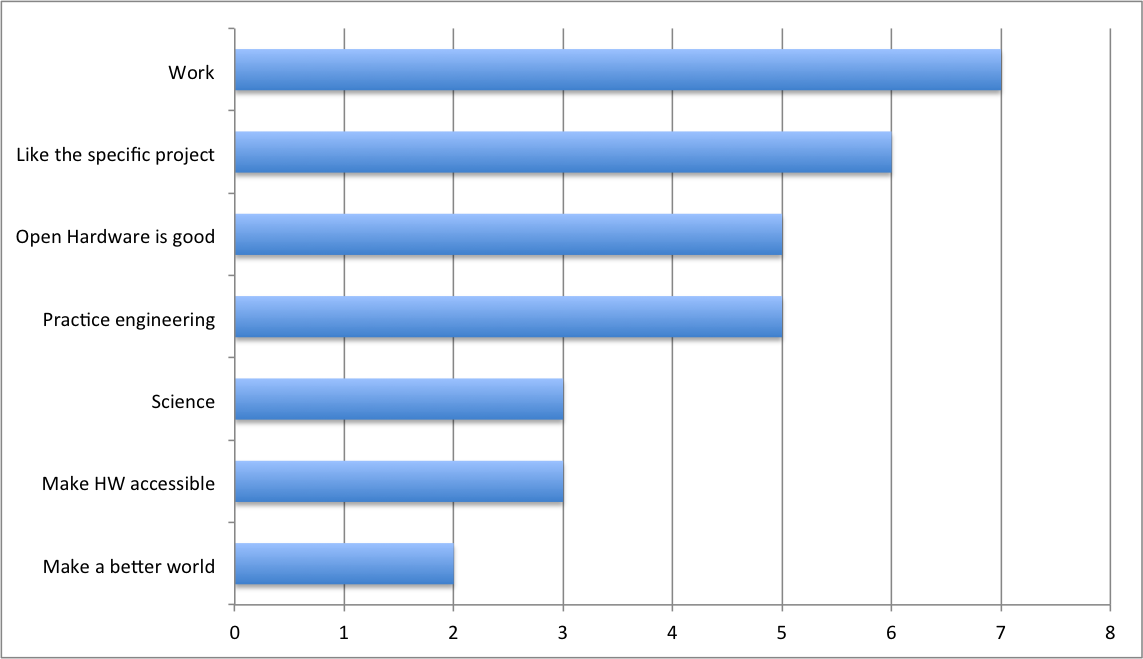 Work
Like the specific project
Open Hardware is good
Practice engineering
Science
Make HW accessible
Make a better world
0 1 2 3 4 5 6 7 8